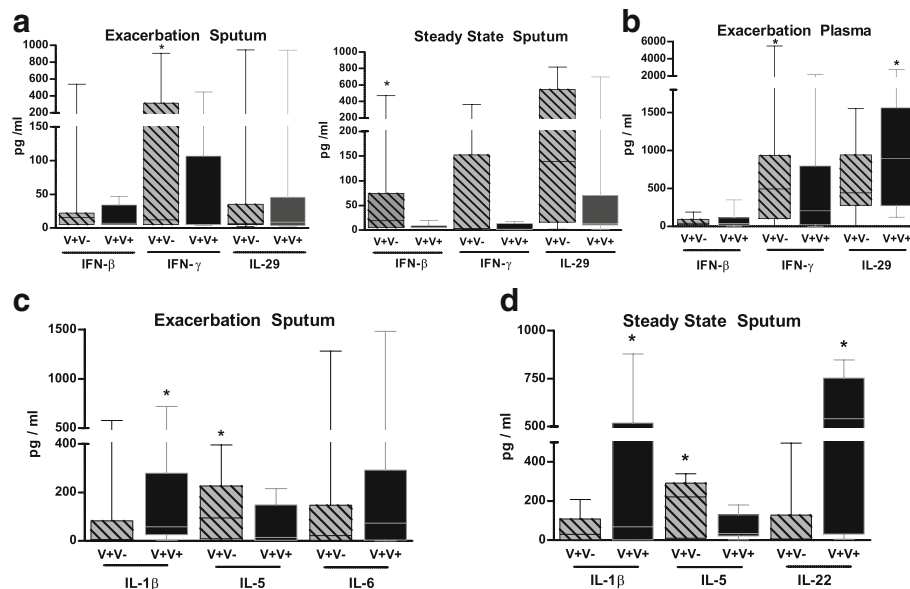 a
Exacerbation Sputum
pg /ml
1000
800
600
400
200
150
100
50
0
*
V+V- V+V+ V+V- V+V+ V+V- V+V+
IFN-β IFN-γ IL-29
Steady State Sputum
1000
800
600
400
200
200
150
100
50
0
*
V+V- V+V+ V+V- V+V+ V+V- V+V+
IFN-β IFN-γ IL-29
b
Exacerbation Plasma
pg / ml
6000
4000
2000
1500
1000
500
0
* *
V+V- V+V+ V+V- V+V+ V+V- V+V+
IFN-β IFN-γ IL-29
c
Exacerbation Sputum
pg / ml
1500
1000
500
400
200
0
* *
V+V- V+V+ V+V- V+V+ V+V- V+V+
IL-1β IL-5 IL-6
d
Steady State Sputum
pg / ml
1000
750
500
400
200
0
* * *
V+V- V+V+ V+V- V+V+ V+V- V+V+
IL-1β IL-5 IL-22